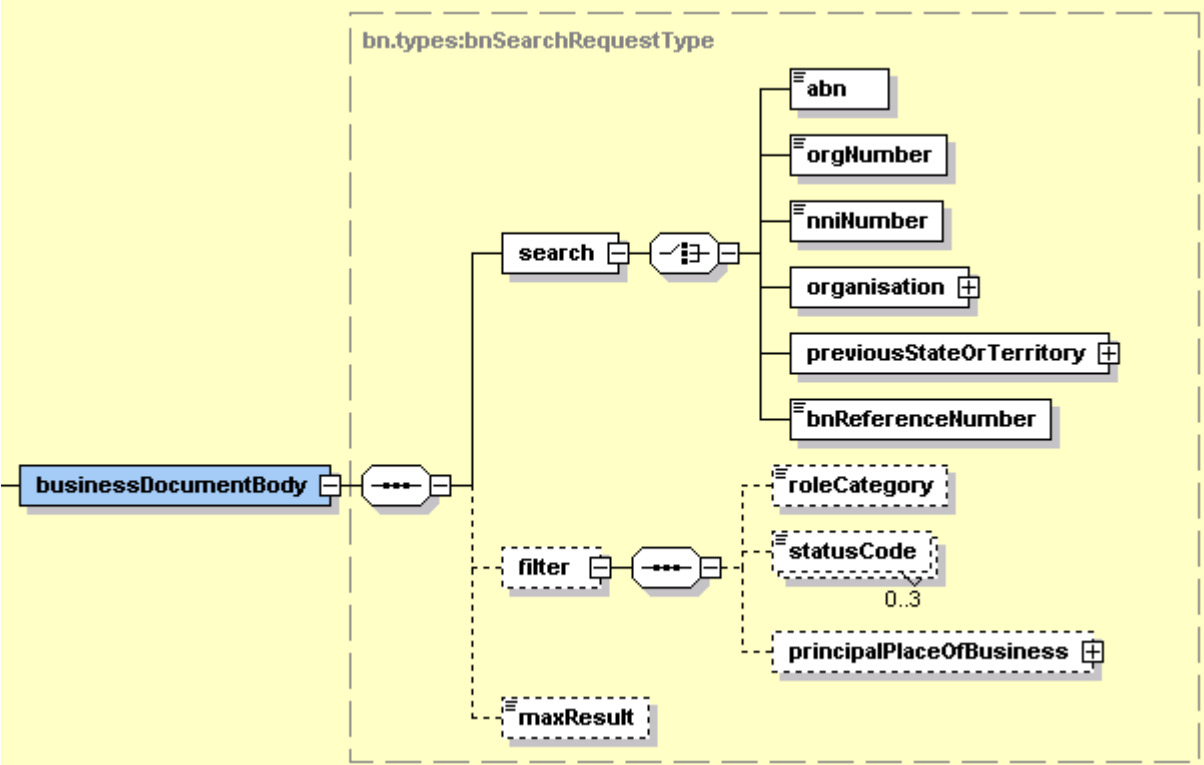 bn.types:bnSearchRequestType
abn
orgNumber
nniNumber
search
organisation
previousStateOrTerritory
bnReferenceNumber
businessDocumentBody
roleCategory
statusCode
filter
0..3
principalPlaceOfBusiness
maxResult